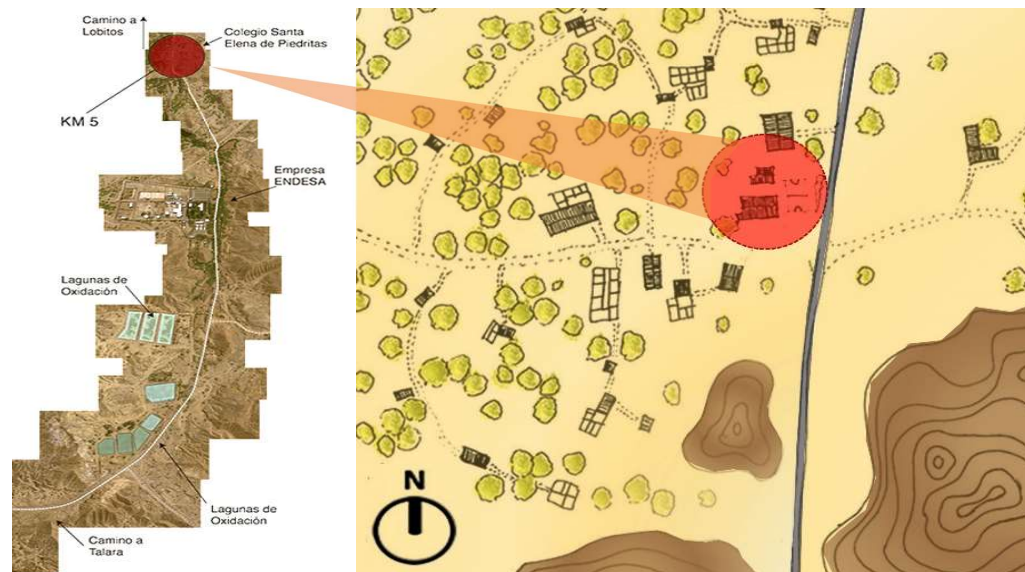 Camino a
Lobitos
Colegio Santa
Elena de Piedritas
KM 5
Empresa
ENDESA
Lagunas de
Oxidación
Lagunas de
Oxidación
Camino a
Talara
N